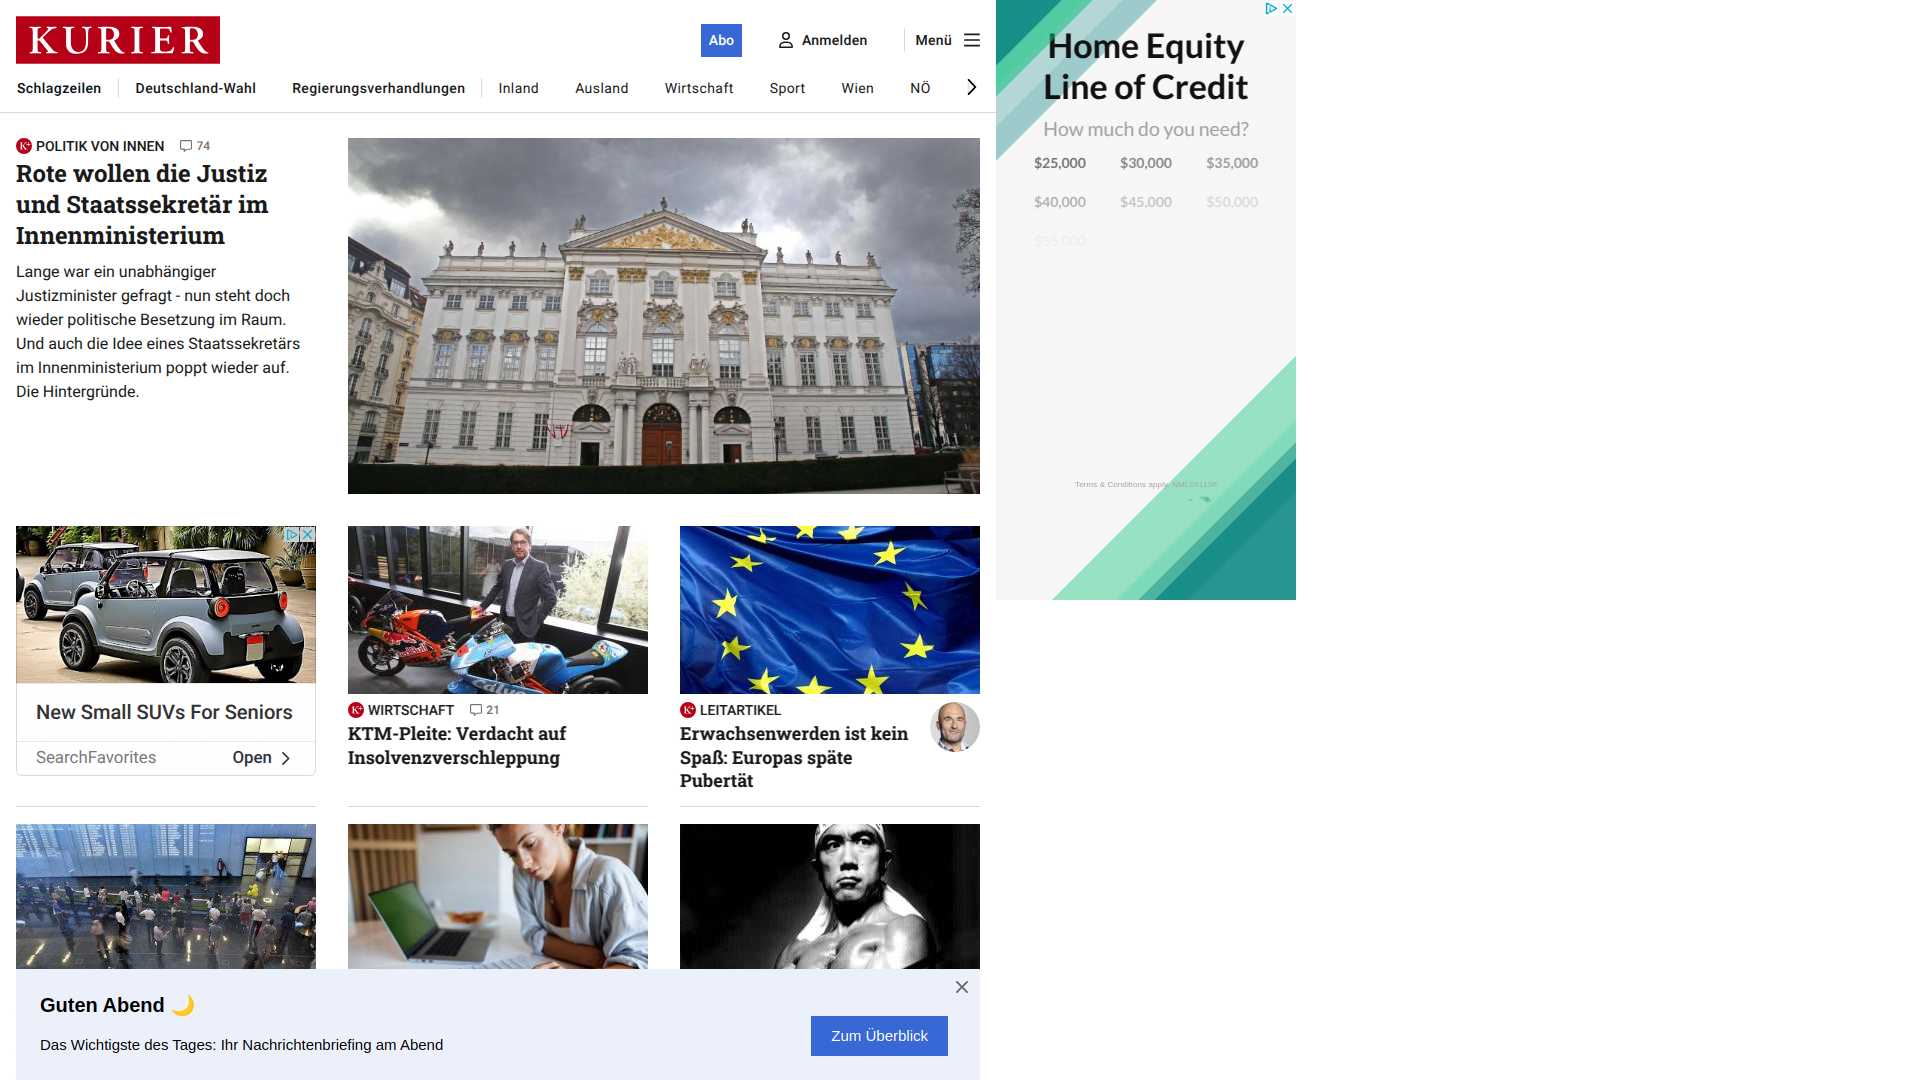 KURIER
Abo
Anmelden
Menü
Schlagzeilen
Deutschland-Wahl
Regierungsverhandlungen
Inland
Ausland
Wirtschaft
Sport
Wien
NÖ
POLITIK VON INNEN 74
Rote wollen die Justiz
und Staatssekretär im
Innenministerium
Lange war ein unabhängiger
Justizminister gefragt - nun steht doch
wieder politische Besetzung im Raum.
Und auch die Idee eines Staatssekretärs
im Innenministerium poppt wieder auf.
Die Hintergründe.
Home Equity
Line of Credit
How much do you need?
$25,000 $30,000 $35,000
$40,000 $45,000 $50,000
$55,000
Terms & Conditions apply.
New Small SUVs For Seniors
SearchFavorites
Open
WIRTSCHAFT 21
KTM-Pleite: Verdacht auf
Insolvenzverschleppung
LEITARTIKEL
Erwachsenwerden ist kein
Spaß: Europas späte
Pubertät
Guten Abend
Das Wichtigste des Tages: Ihr Nachrichtenbriefing am Abend
Zum Überblick